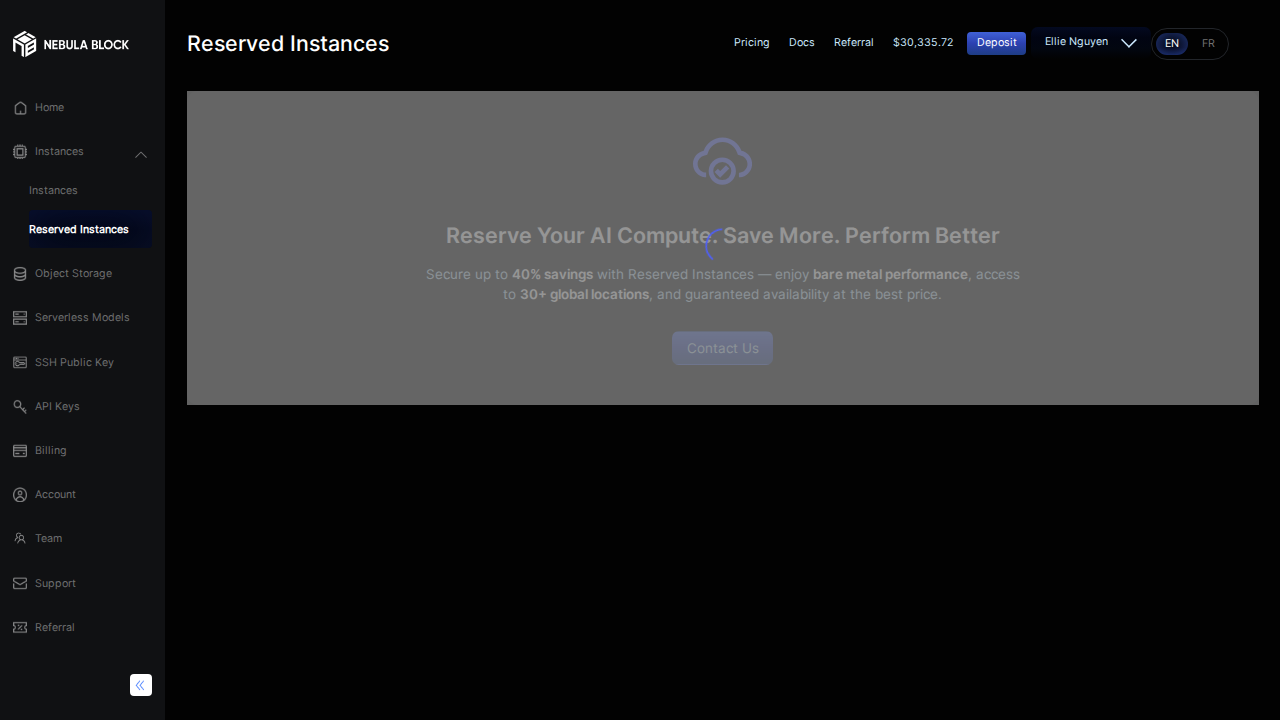 NEBULA BLOCK
Home
Instances
Instances
Reserved Instances
Object Storage
Serverless Models
SSH Public Key
API Keys
Billing
Account
Team
Support
Referral
Reserved Instances
Pricing
Docs
Referral
$30,335.72
Deposit
Ellie Nguyen
EN
FR
Reserve Your AI Compute. Save More. Perform Better
Secure up to 40% savings with Reserved Instances — enjoy bare metal performance, access
to 30+ global locations, and guaranteed availability at the best price.
Contact Us